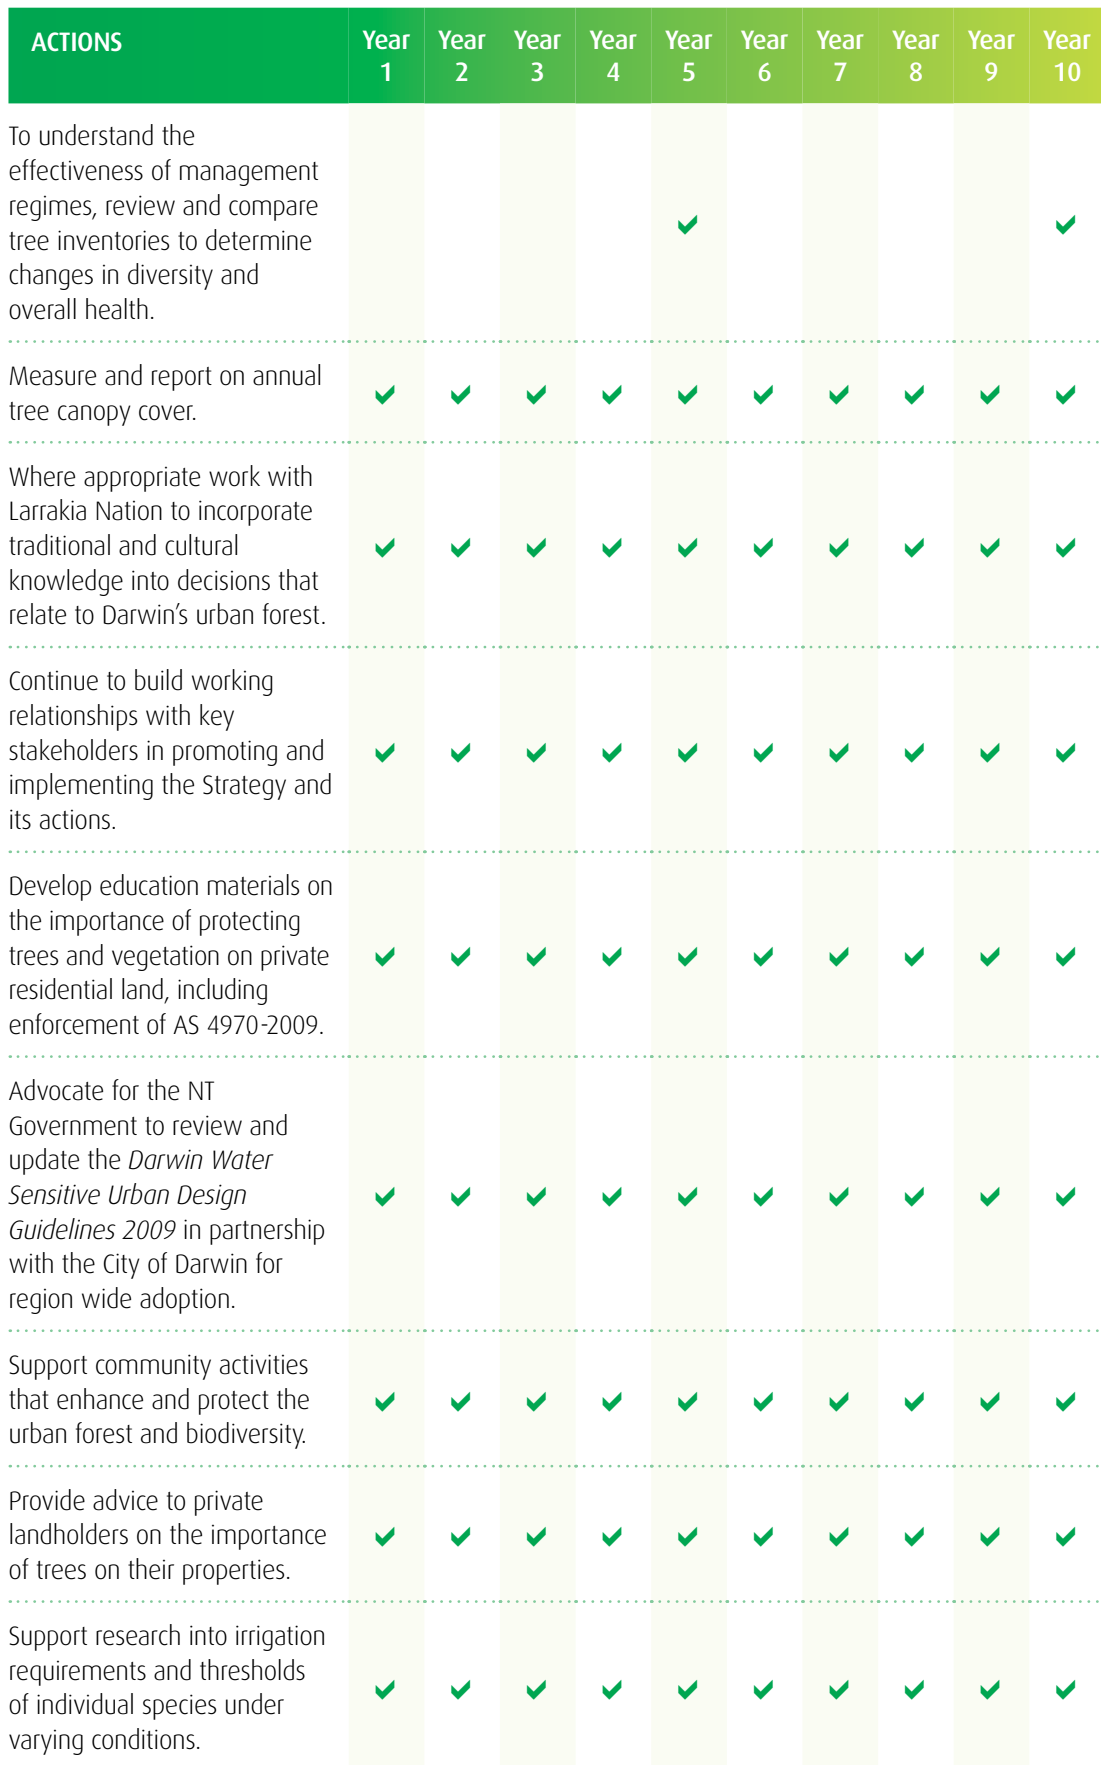 ACTIONS Year 1 Year 2 Year 3 Year 4 Year 5 Year 6 Year 7 Year 8 Year 9 Year 10
To understand the
effectiveness of management
regimes, review and compare
tree inventories to determine
changes in diversity and
overall health.
✔ ✔
Measure and report on annual
tree canopy cover.
✔ ✔ ✔ ✔ ✔ ✔ ✔ ✔ ✔ ✔
Where appropriate work with
Larrakia Nation to incorporate
traditional and cultural
knowledge into decisions that
relate to Darwin’s urban forest.
✔ ✔ ✔ ✔ ✔ ✔ ✔ ✔ ✔ ✔
Continue to build working
relationships with key
stakeholders in promoting and
implementing the Strategy and
its actions.
✔ ✔ ✔ ✔ ✔ ✔ ✔ ✔ ✔ ✔
Develop education materials on
the importance of protecting
trees and vegetation on private
residential land, including
enforcement of AS 4970-2009.
✔ ✔ ✔ ✔ ✔ ✔ ✔ ✔ ✔ ✔
Advocate for the NT
Government to review and
update the Darwin Water
Sensitive Urban Design
Guidelines 2009 in partnership
with the City of Darwin for
region wide adoption.
✔ ✔ ✔ ✔ ✔ ✔ ✔ ✔ ✔ ✔
Support community activities
that enhance and protect the
urban forest and biodiversity.
✔ ✔ ✔ ✔ ✔ ✔ ✔ ✔ ✔ ✔
Provide advice to private
landholders on the importance
of trees on their properties.
✔ ✔ ✔ ✔ ✔ ✔ ✔ ✔ ✔ ✔
Support research into irrigation
requirements and thresholds
of individual species under
varying conditions.
✔ ✔ ✔ ✔ ✔ ✔ ✔ ✔ ✔ ✔